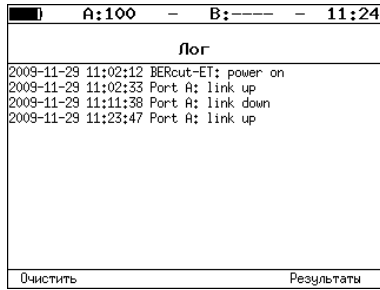 A:100 – B:---- – 11:24
Лог
2009-11-29 11:02:12 BERcut-ET: power on
2009-11-29 11:02:33 Port A: link up
2009-11-29 11:11:38 Port A: link down
2009-11-29 11:23:47 Port A: link up
Очистить Результаты